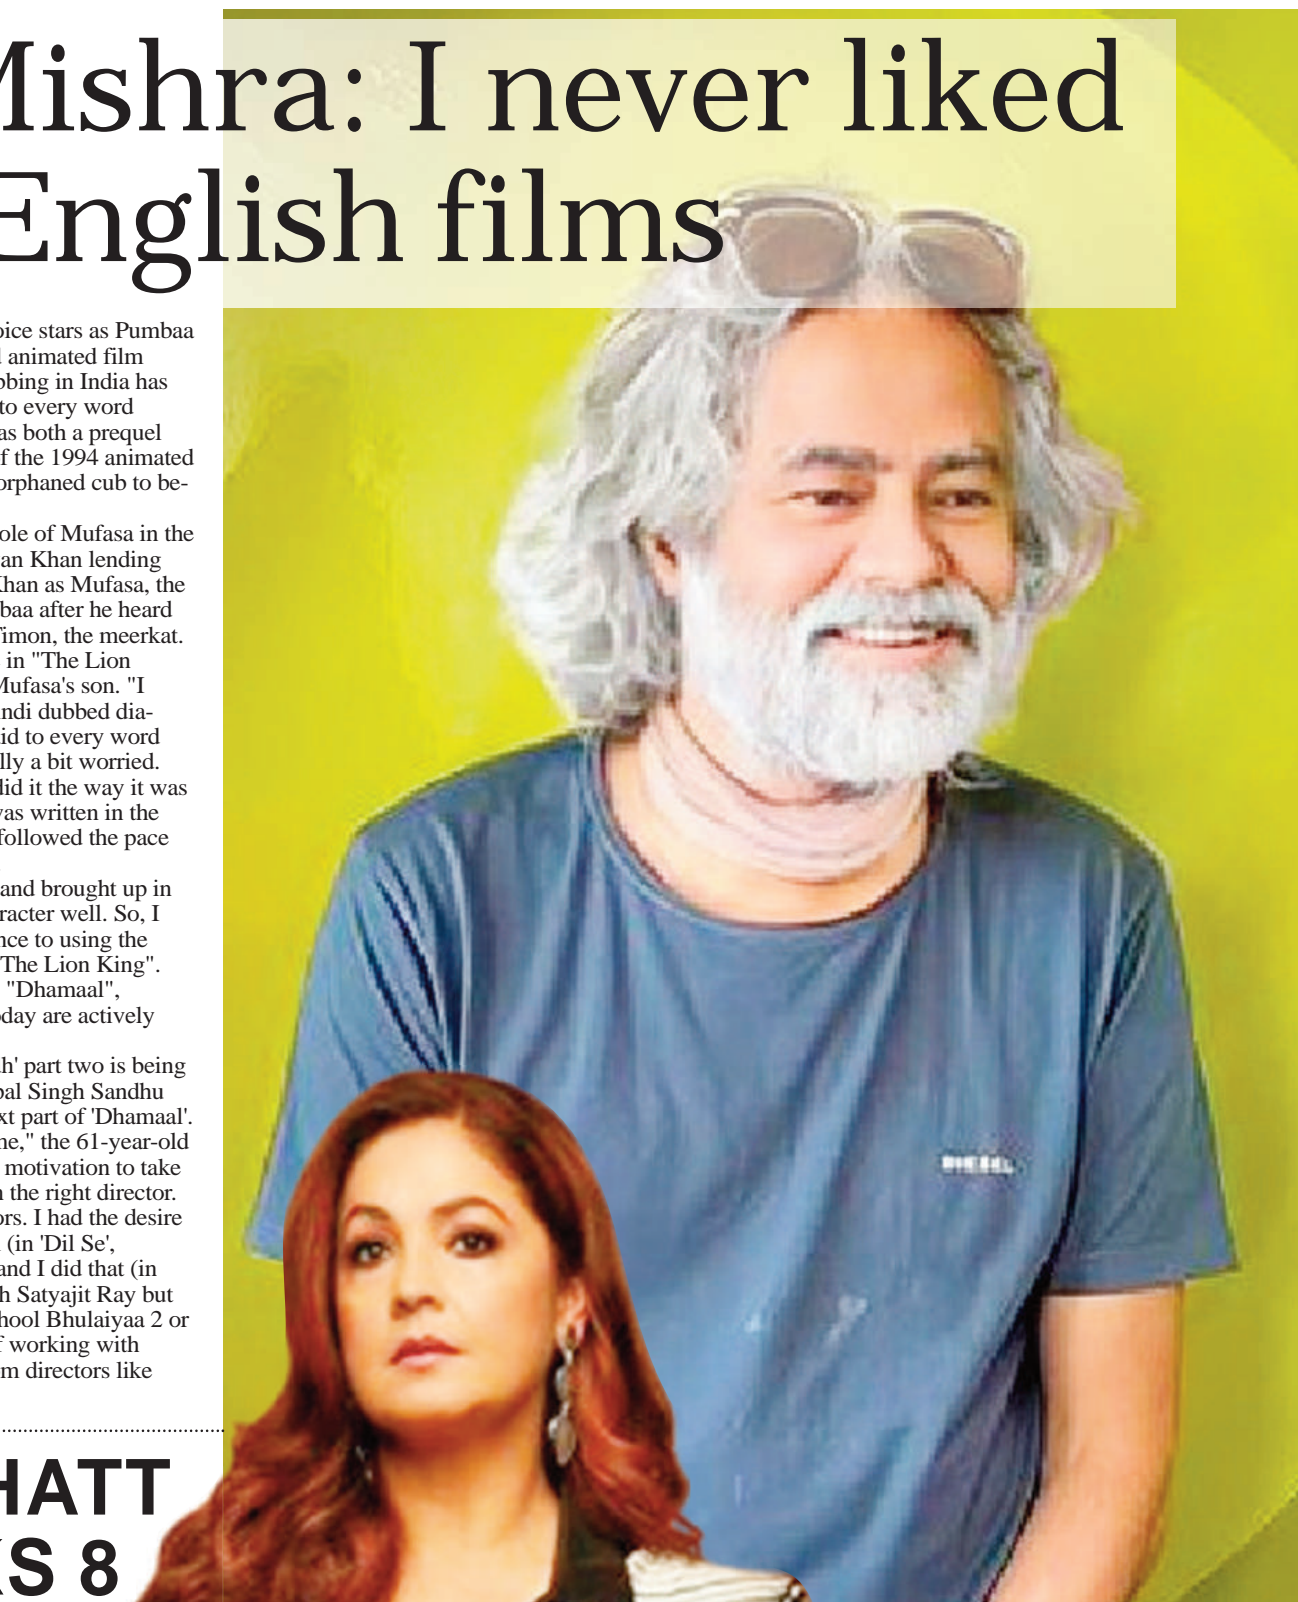 Mishra: I never liked
English films
oice stars as Pumbaa
l animated film
bbing in India has
to every word
as both a prequel
f the 1994 animated
orphaned cub to be-
ole of Mufasa in the
an Khan lending
Khan as Mufasa, the
baa after he heard
Timon, the meerkat.
in "The Lion
Mufasa's son. "I
indi dubbed dia-
id to every word
lly a bit worried.
did it the way it was
was written in the
followed the pace
and brought up in
racter well. So, I
nce to using the
"The Lion King".
"Dhamaal",
oday are actively
h' part two is being
pal Singh Sandhu
xt part of 'Dhamaal'.
ne," the 61-year-old
motivation to take
n the right director.
ors. I had the desire
(in 'Dil Se',
and I did that (in
h Satyajit Ray but
hool Bhulaiyaa 2 or
f working with
m directors like
HATT
KS 8